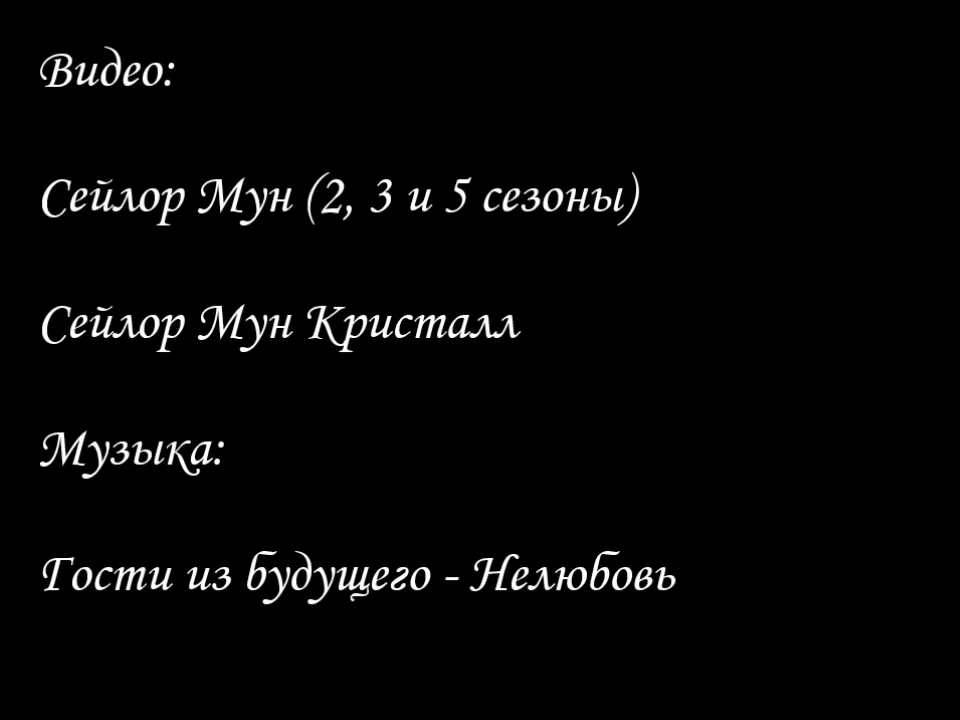 Видео:
Сейлор Мун (2, 3 и 5 сезоны)
Сейлор Мун Кристалл
Музыка:
Гости из будущего - Нелюбовь